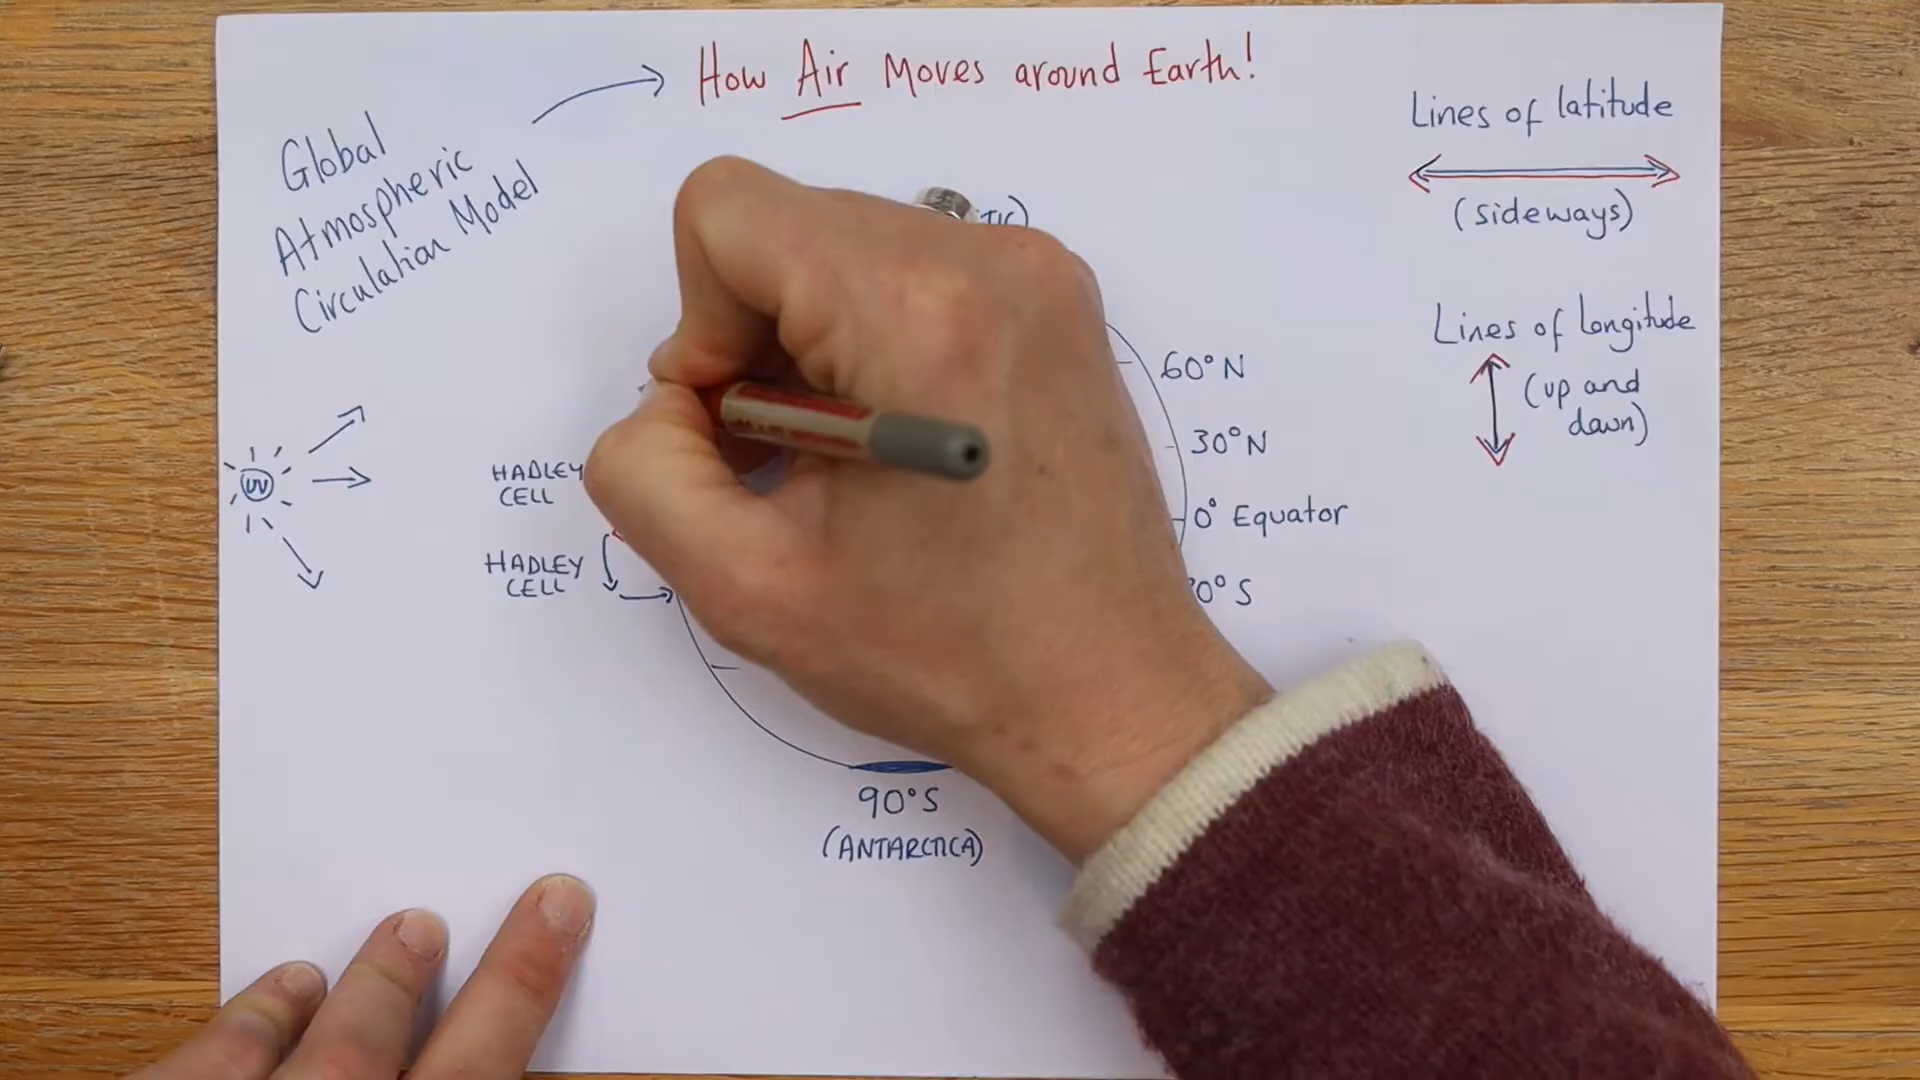 How Air Moves around Earth!
Global
Atmospheric
Circulation Model
Lines of latitude
(sideways)
Lines of longitude
(up and
down)
60°N
30°N
0° Equator
0° S
HADLEY
CELL
HADLEY
CELL
UV
90°S
(ANTARCTICA)